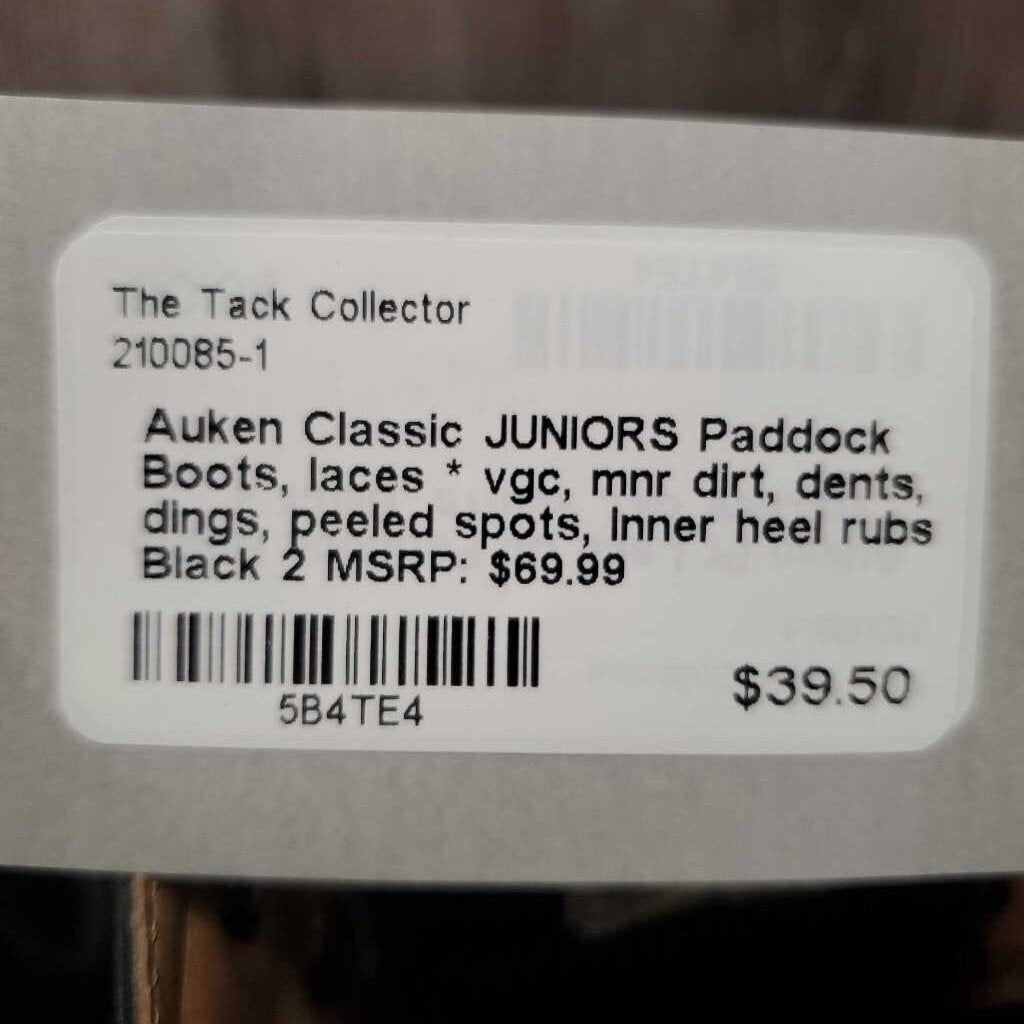 The Tack Collector
210085-1
Auken Classic JUNIORS Paddock
Boots, laces * vgc, mnr dirt, dents,
dings, peeled spots, Inner heel rubs
Black 2 MSRP: $69.99
5B4TE4
$39.50